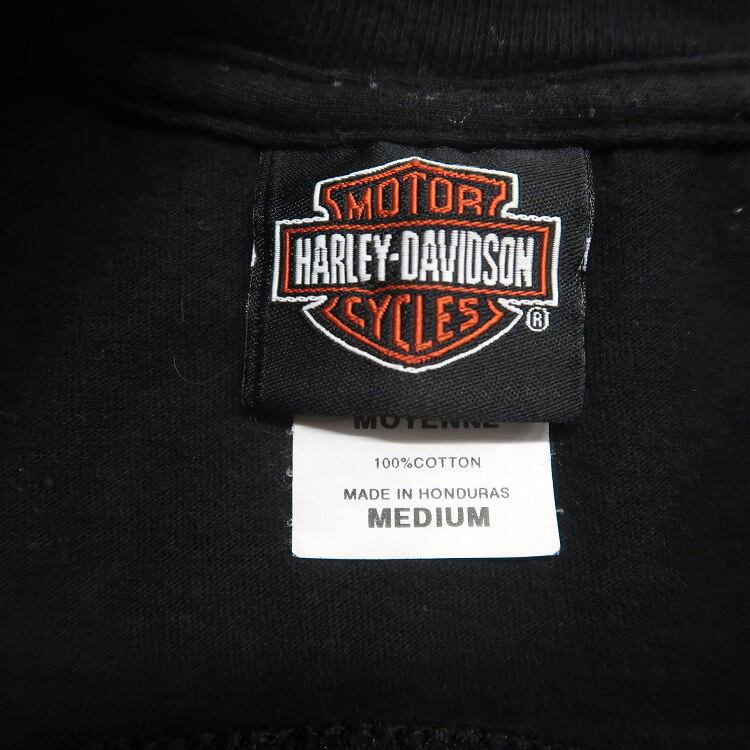 MOTOR
HARLEY-DAVIDSON
CYCLES
®
MOYENNE
100%COTTON
MADE IN HONDURAS
MEDIUM